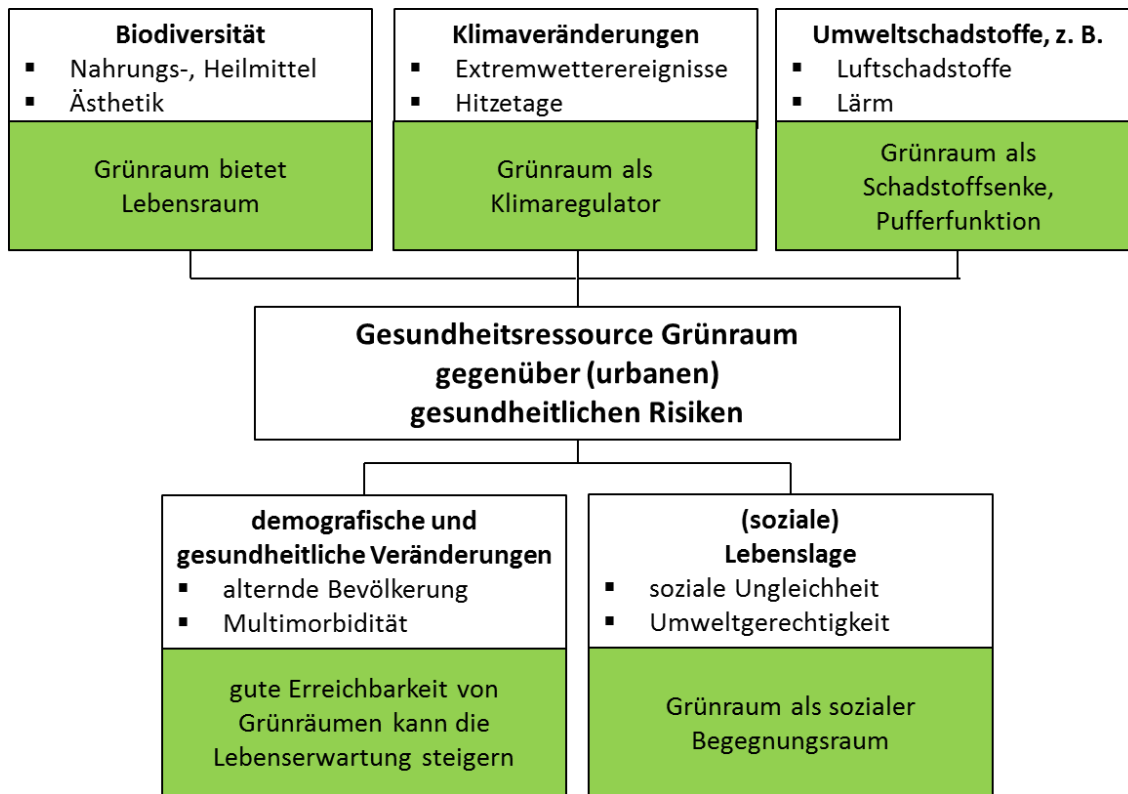 Biodiversität
▪ Nahrungs-, Heilmittel
▪ Ästhetik
Grünraum bietet
Lebensraum
Klimaveränderungen
▪ Extremwetterereignisse
▪ Hitzetage
Grünraum als
Klimaregulator
Umweltschadstoffe, z. B.
▪ Luftschadstoffe
▪ Lärm
Grünraum als
Schadstoffsenke,
Pufferfunktion
Gesundheitsressource Grünraum
gegenüber (urbanen)
gesundheitlichen Risiken
demografische und
gesundheitliche Veränderungen
▪ alternde Bevölkerung
▪ Multimorbidität
gute Erreichbarkeit von
Grünräumen kann die
Lebenserwartung steigern
(soziale)
Lebenslage
▪ soziale Ungleichheit
▪ Umweltgerechtigkeit
Grünraum als sozialer
Begegnungsraum